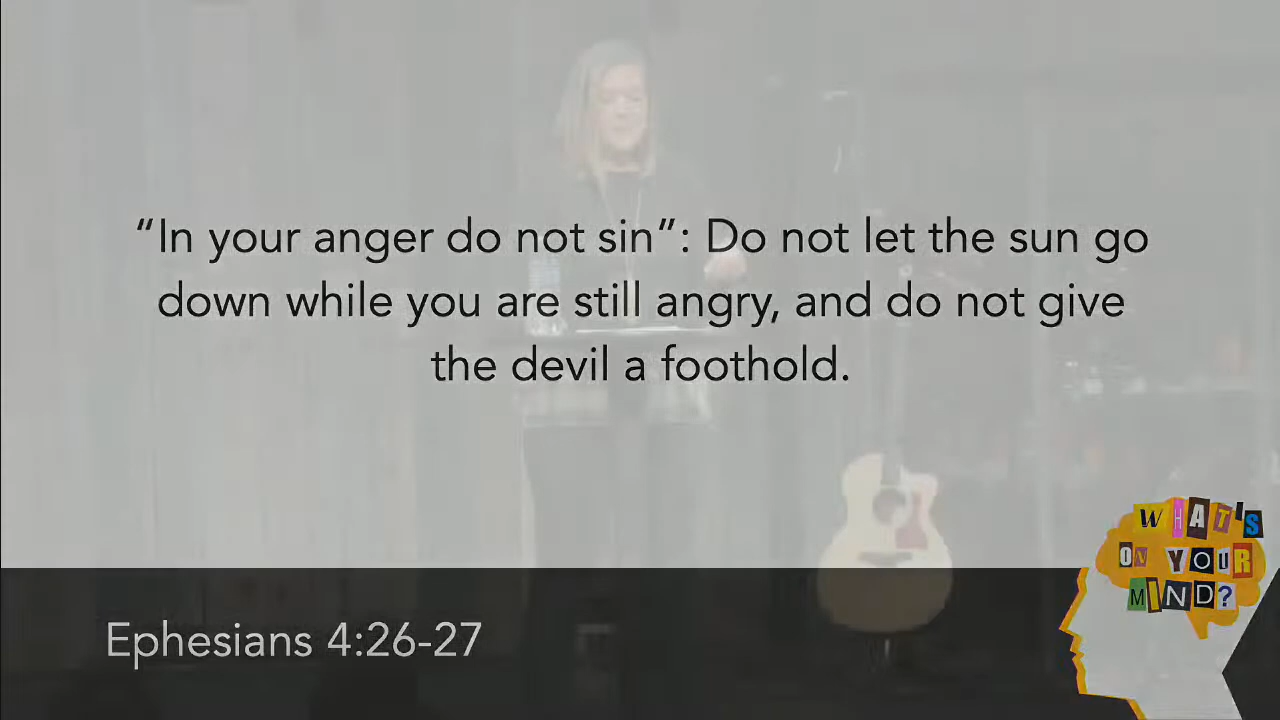 “In your anger do not sin”: Do not let the sun go
down while you are still angry, and do not give
the devil a foothold.
WHAT'S
ON YOUR
MIND?
Ephesians 4:26-27